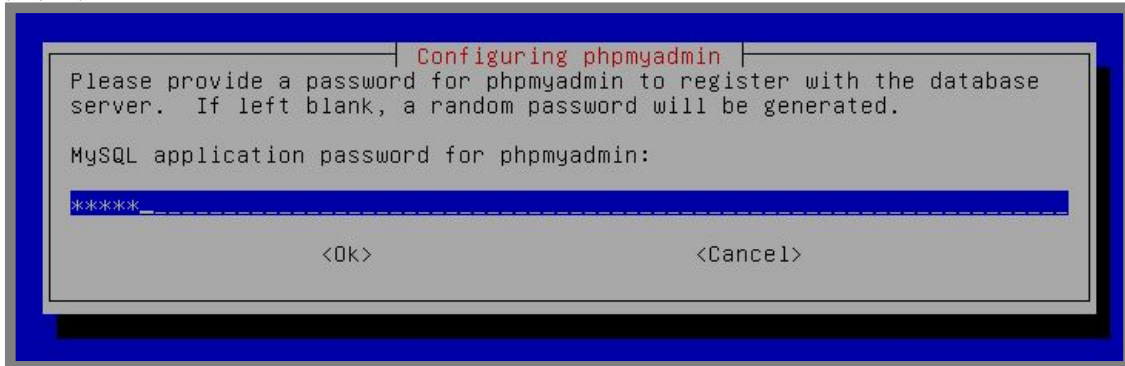 Configuring phpmyadmin
Please provide a password for phpmyadmin to register with the database
server.  If left blank, a random password will be generated.
MySQL application password for phpmyadmin:
*****_
<Ok> <Cancel>